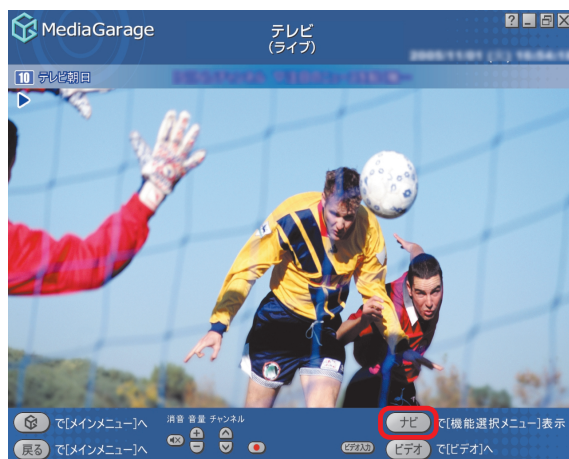 MediaGarage
テレビ
(ライブ)
10 テレビ朝日
で[メインメニュー]へ
消音 音量 チャンネル
ナビ で[機能選択メニュー]表示
戻る で[メインメニュー]へ
ビデオ入力
ビデオ で[ビデオ]へ